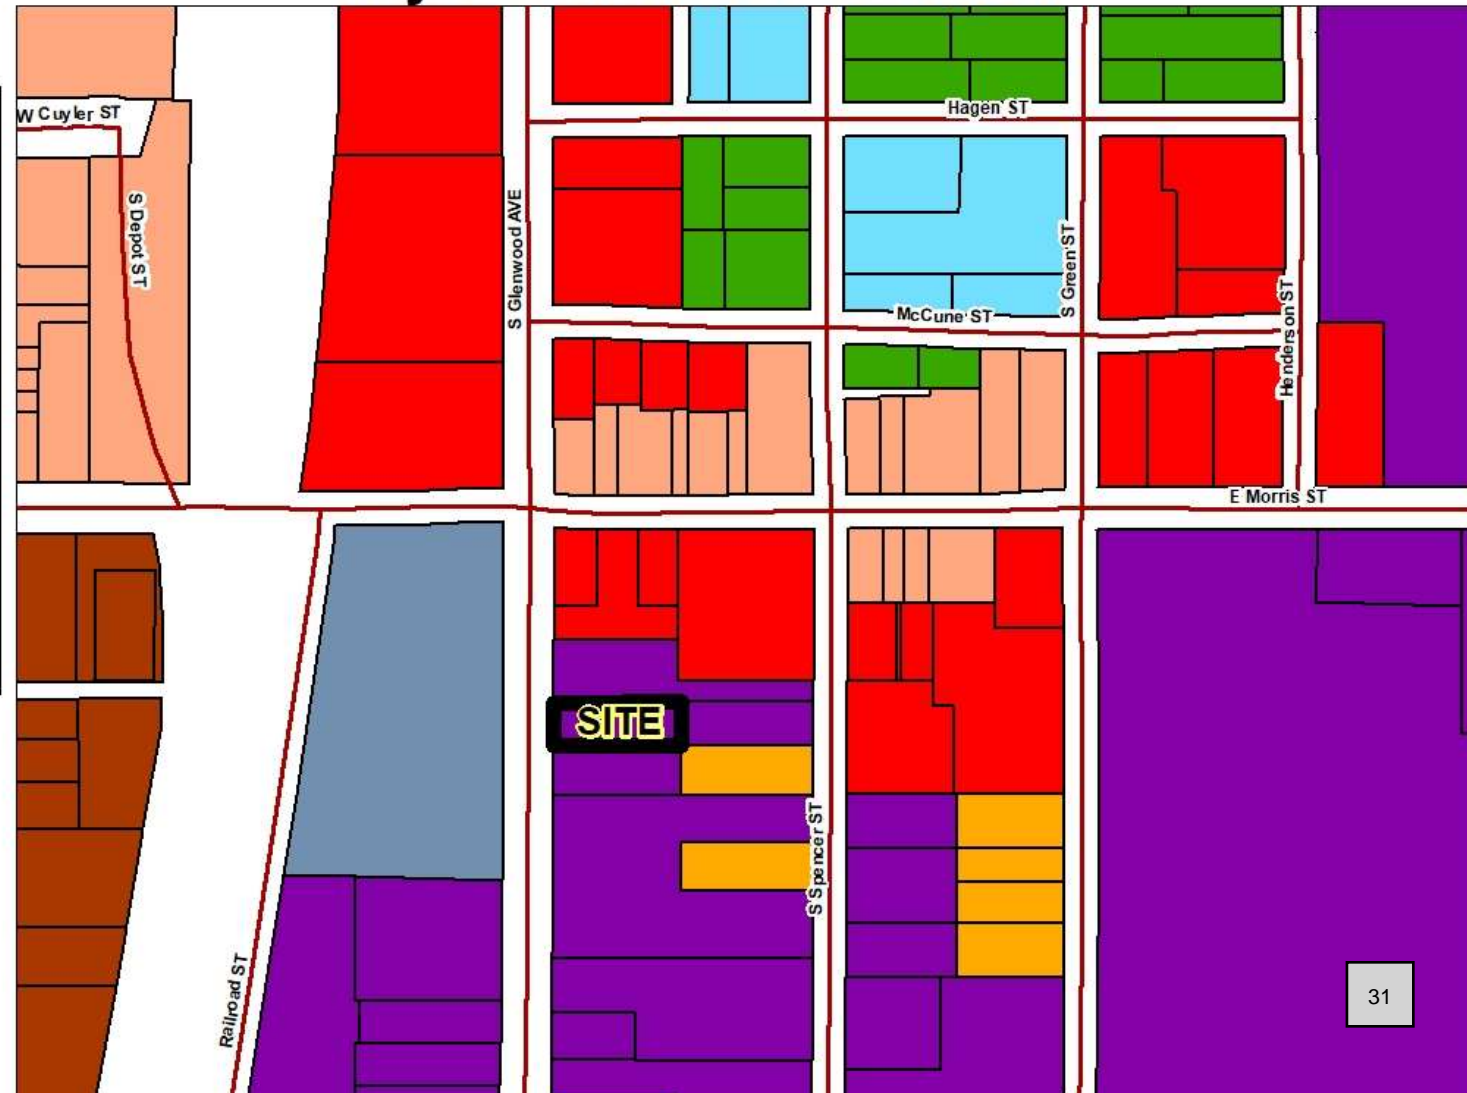 W Cuyler ST
Hagen ST
S Depot ST
S Glenwood AVE
S Green ST
Henderson ST
McCune ST
E Morris ST
SITE
S Spencer ST
Railroad ST
31